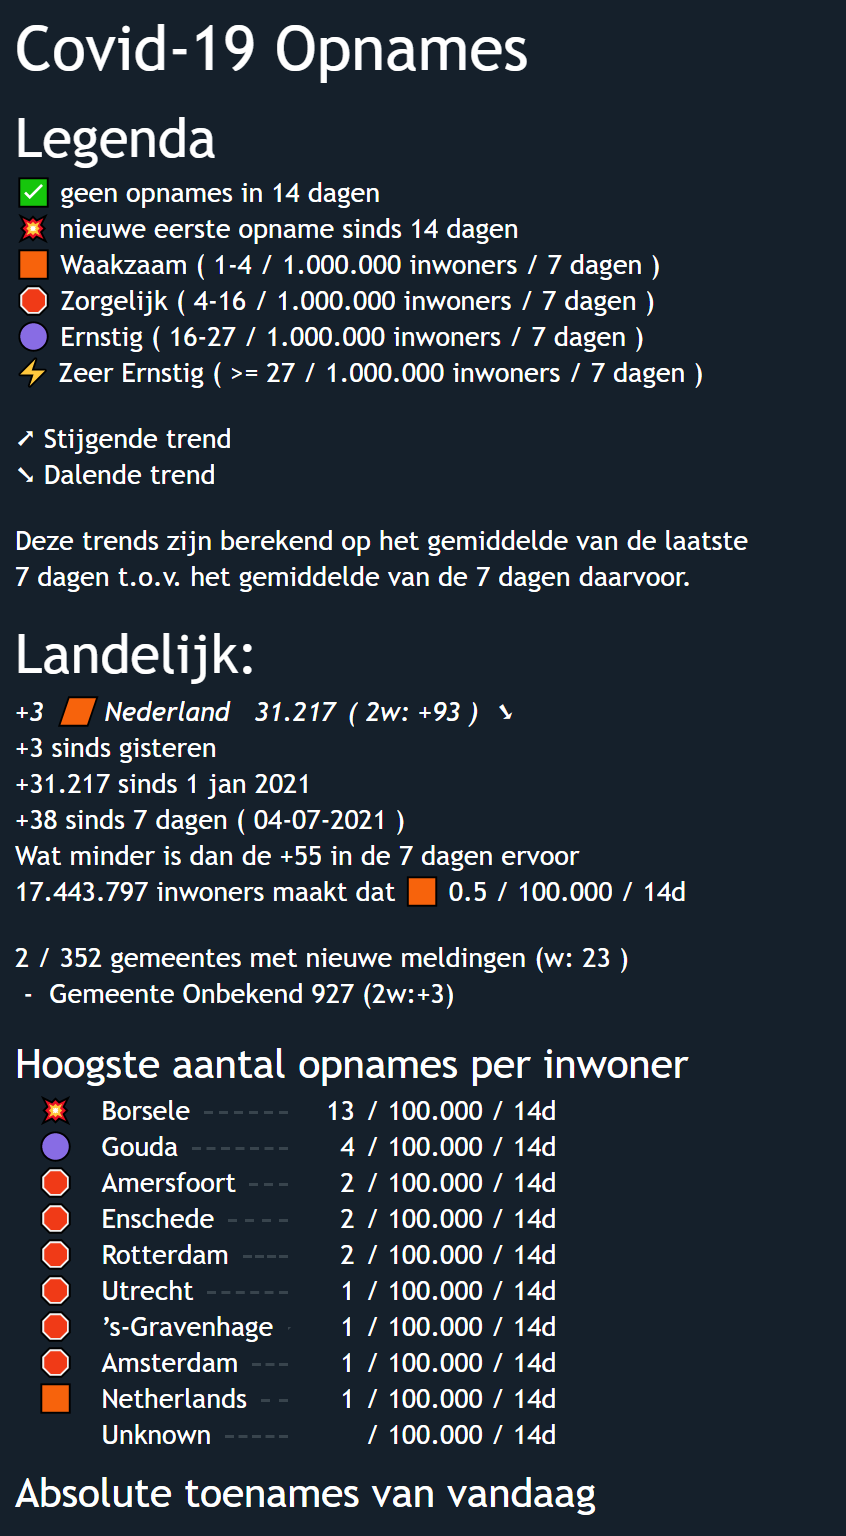 Covid-19 Opnames
Legenda
✅ geen opnames in 14 dagen
💥 nieuwe eerste opname sinds 14 dagen
🟧 Waakzaam ( 1-4 / 1.000.000 inwoners / 7 dagen )
🛑 Zorgelijk ( 4-16 / 1.000.000 inwoners / 7 dagen )
🟣 Ernstig ( 16-27 / 1.000.000 inwoners / 7 dagen )
⚡ Zeer Ernstig ( >= 27 / 1.000.000 inwoners / 7 dagen )
➚ Stijgende trend
➘ Dalende trend
Deze trends zijn berekend op het gemiddelde van de laatste
7 dagen t.o.v. het gemiddelde van de 7 dagen daarvoor.
Landelijk:
+3 🟧 Nederland 31.217 ( 2w: +93 ) ➘
+3 sinds gisteren
+31.217 sinds 1 jan 2021
+38 sinds 7 dagen ( 04-07-2021 )
Wat minder is dan de +55 in de 7 dagen ervoor
17.443.797 inwoners maakt dat 🟧 0.5 / 100.000 / 14d
2 / 352 gemeentes met nieuwe meldingen (w: 23 )
- Gemeente Onbekend 927 (2w:+3)
Hoogste aantal opnames per inwoner
💥 Borsele ------ 13 / 100.000 / 14d
🟣 Gouda ------- 4 / 100.000 / 14d
🛑 Amersfoort --- 2 / 100.000 / 14d
🛑 Enschede ---- 2 / 100.000 / 14d
🛑 Rotterdam ---- 2 / 100.000 / 14d
🛑 Utrecht ------ 1 / 100.000 / 14d
🛑 ’s-Gravenhage - 1 / 100.000 / 14d
🛑 Amsterdam --- 1 / 100.000 / 14d
🟧 Netherlands -- 1 / 100.000 / 14d
Unknown ----- / 100.000 / 14d
Absolute toenames van vandaag